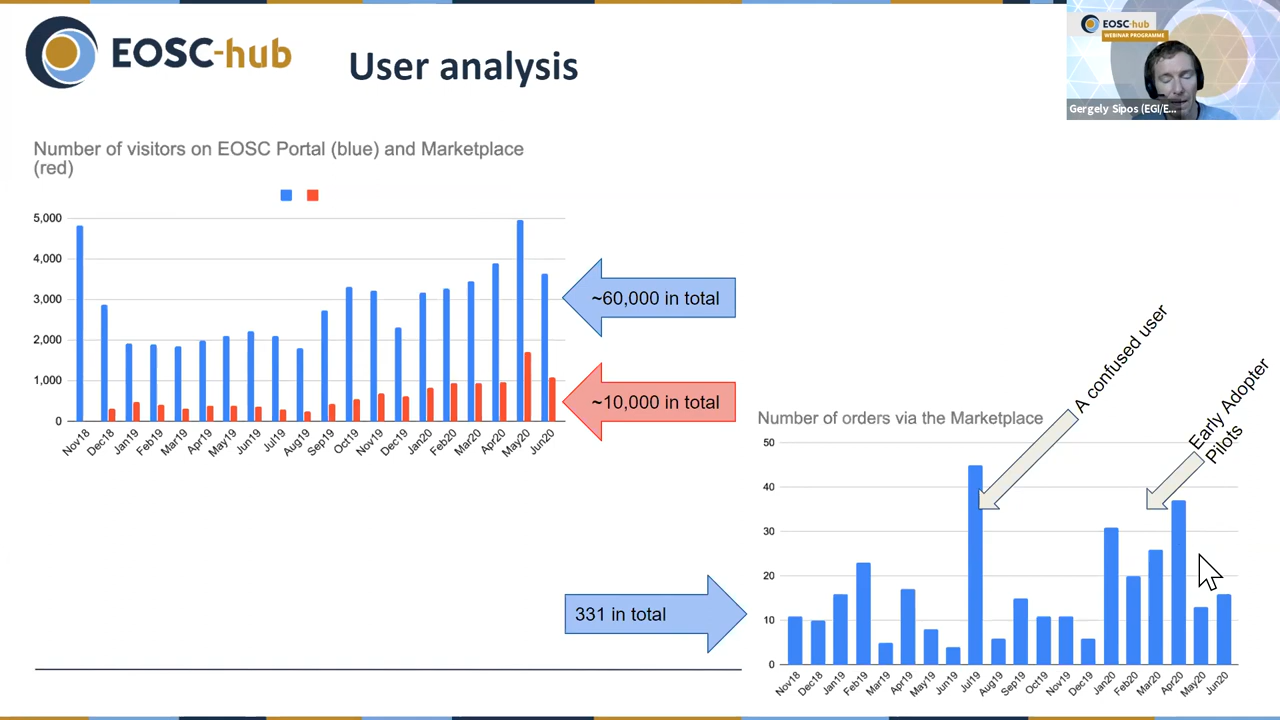 EOSC-hub
User analysis
EOSC-hub
WEBINAR PROGRAMME
Gergely Sipos (EGI/E...
Number of visitors on EOSC Portal (blue) and Marketplace
(red)
5,000
4,000
3,000
2,000
1,000
0
Nov18 Dec18 Jan19 Feb19 Mar19 Apr19 May19 Jun19 Jul19 Aug19 Sep19 Oct19 Nov19 Dec19 Jan20 Feb20 Mar20 Apr20 May20 Jun20
~60,000 in total
~10,000 in total
331 in total
Number of orders via the Marketplace
A confused user
Early Adopter
Pilots
50
40
30
20
10
0
Nov18 Dec18 Jan19 Feb19 Mar19 Apr19 May19 Jun19 Jul19 Aug19 Sep19 Oct19 Nov19 Dec19 Jan20 Feb20 Mar20 Apr20 May20 Jun20